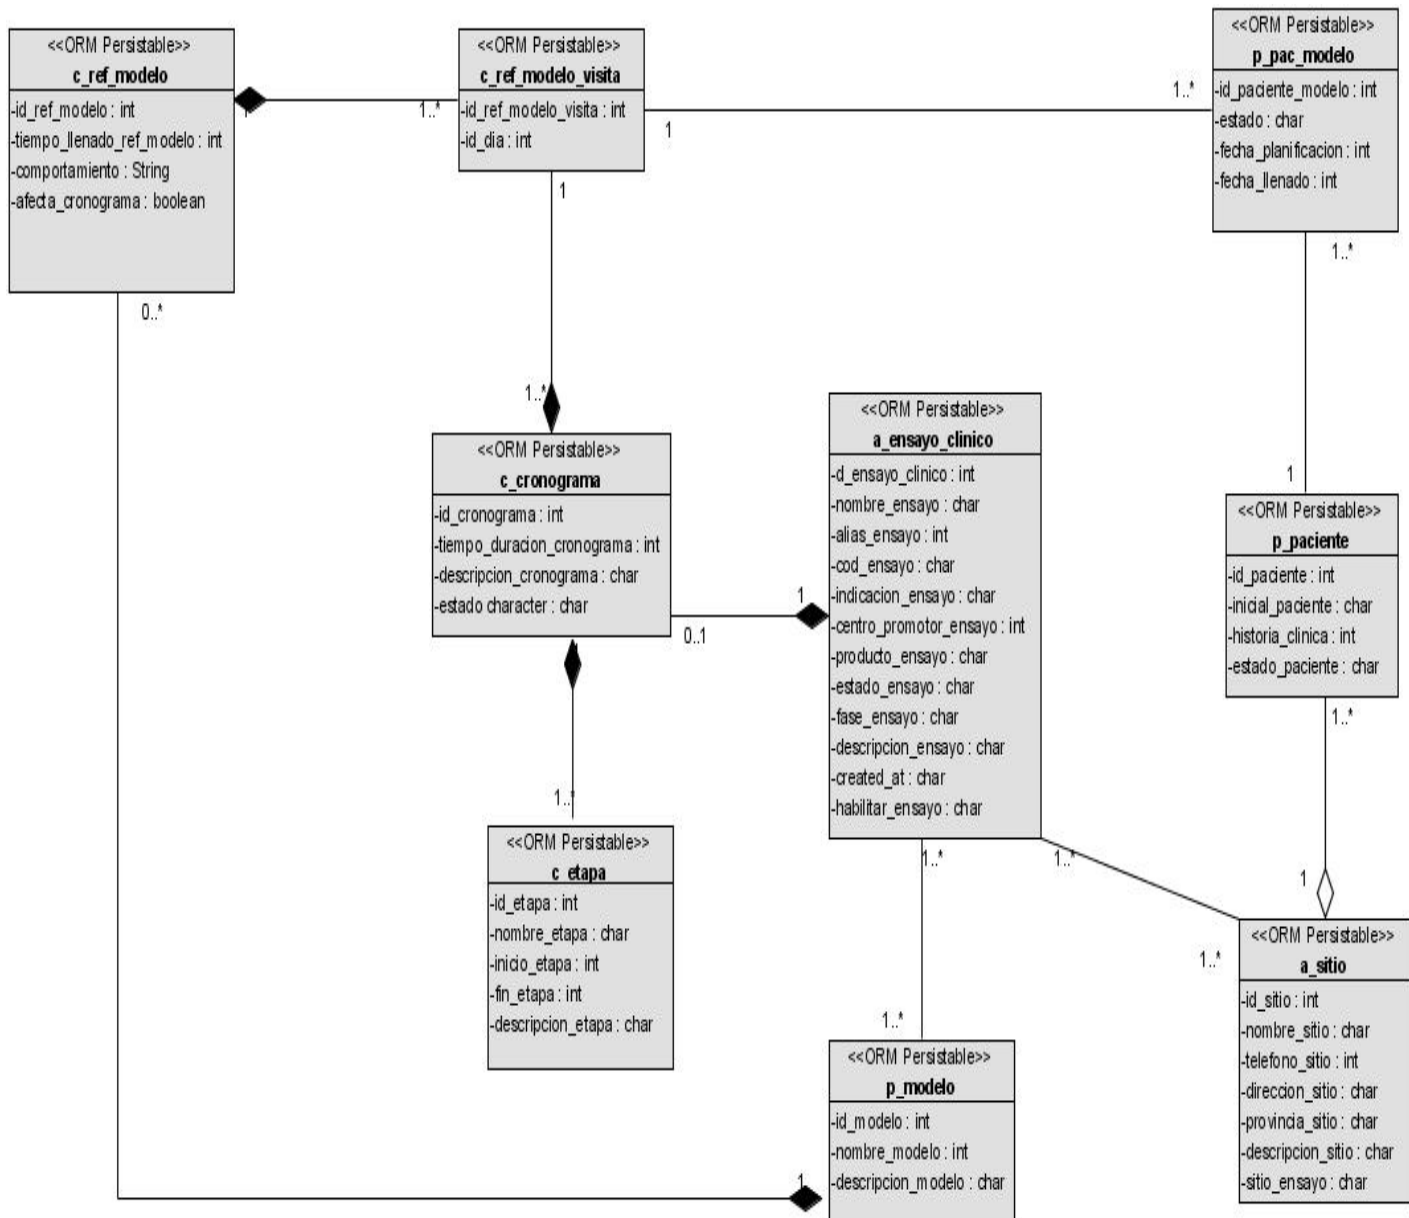 <<ORM Persistable>>
c_ref_modelo
-id_ref_modelo : int
-tiempo_llenado_ref_modelo : int
-comportamiento : String
-afecta_cronograma : boolean
1
1..*
0..*
<<ORM Persistable>>
c_ref_modelo_visita
-id_ref_modelo_visita : int
-id_dia : int
1
1
1..*
<<ORM Persistable>>
p_pac_modelo
-id_paciente_modelo : int
-estado : char
-fecha_planificacion : int
-fecha_llenado : int
1..*
1
1..*
<<ORM Persistable>>
c_cronograma
-id_cronograma : int
-tiempo_duracion_cronograma : int
-descripcion_cronograma : char
-estado character : char
0..1
1
1..*
<<ORM Persistable>>
a_ensayo_clinico
-d_ensayo_clinico : int
-nombre_ensayo : char
-alias_ensayo : int
-cod_ensayo : char
-indicacion_ensayo : char
-centro_promotor_ensayo : int
-producto_ensayo : char
-estado_ensayo : char
-fase_ensayo : char
-descripcion_ensayo : char
-created_at : char
-habilitar_ensayo : char
1..*
1..*
<<ORM Persistable>>
p_paciente
-id_paciente : int
-inicial_paciente : char
-historia_clinica : int
-estado_paciente : char
1..*
1
<<ORM Persistable>>
c_etapa
-id_etapa : int
-nombre_etapa : char
-inicio_etapa : int
-fin_etapa : int
-descripcion_etapa : char
1..*
1..*
<<ORM Persistable>>
p_modelo
-id_modelo : int
-nombre_modelo : int
-descripcion_modelo : char
1
<<ORM Persistable>>
a_sitio
-id_sitio : int
-nombre_sitio : char
-telefono_sitio : int
-direccion_sitio : char
-provincia_sitio : char
-descripcion_sitio : char
-sitio_ensayo : char